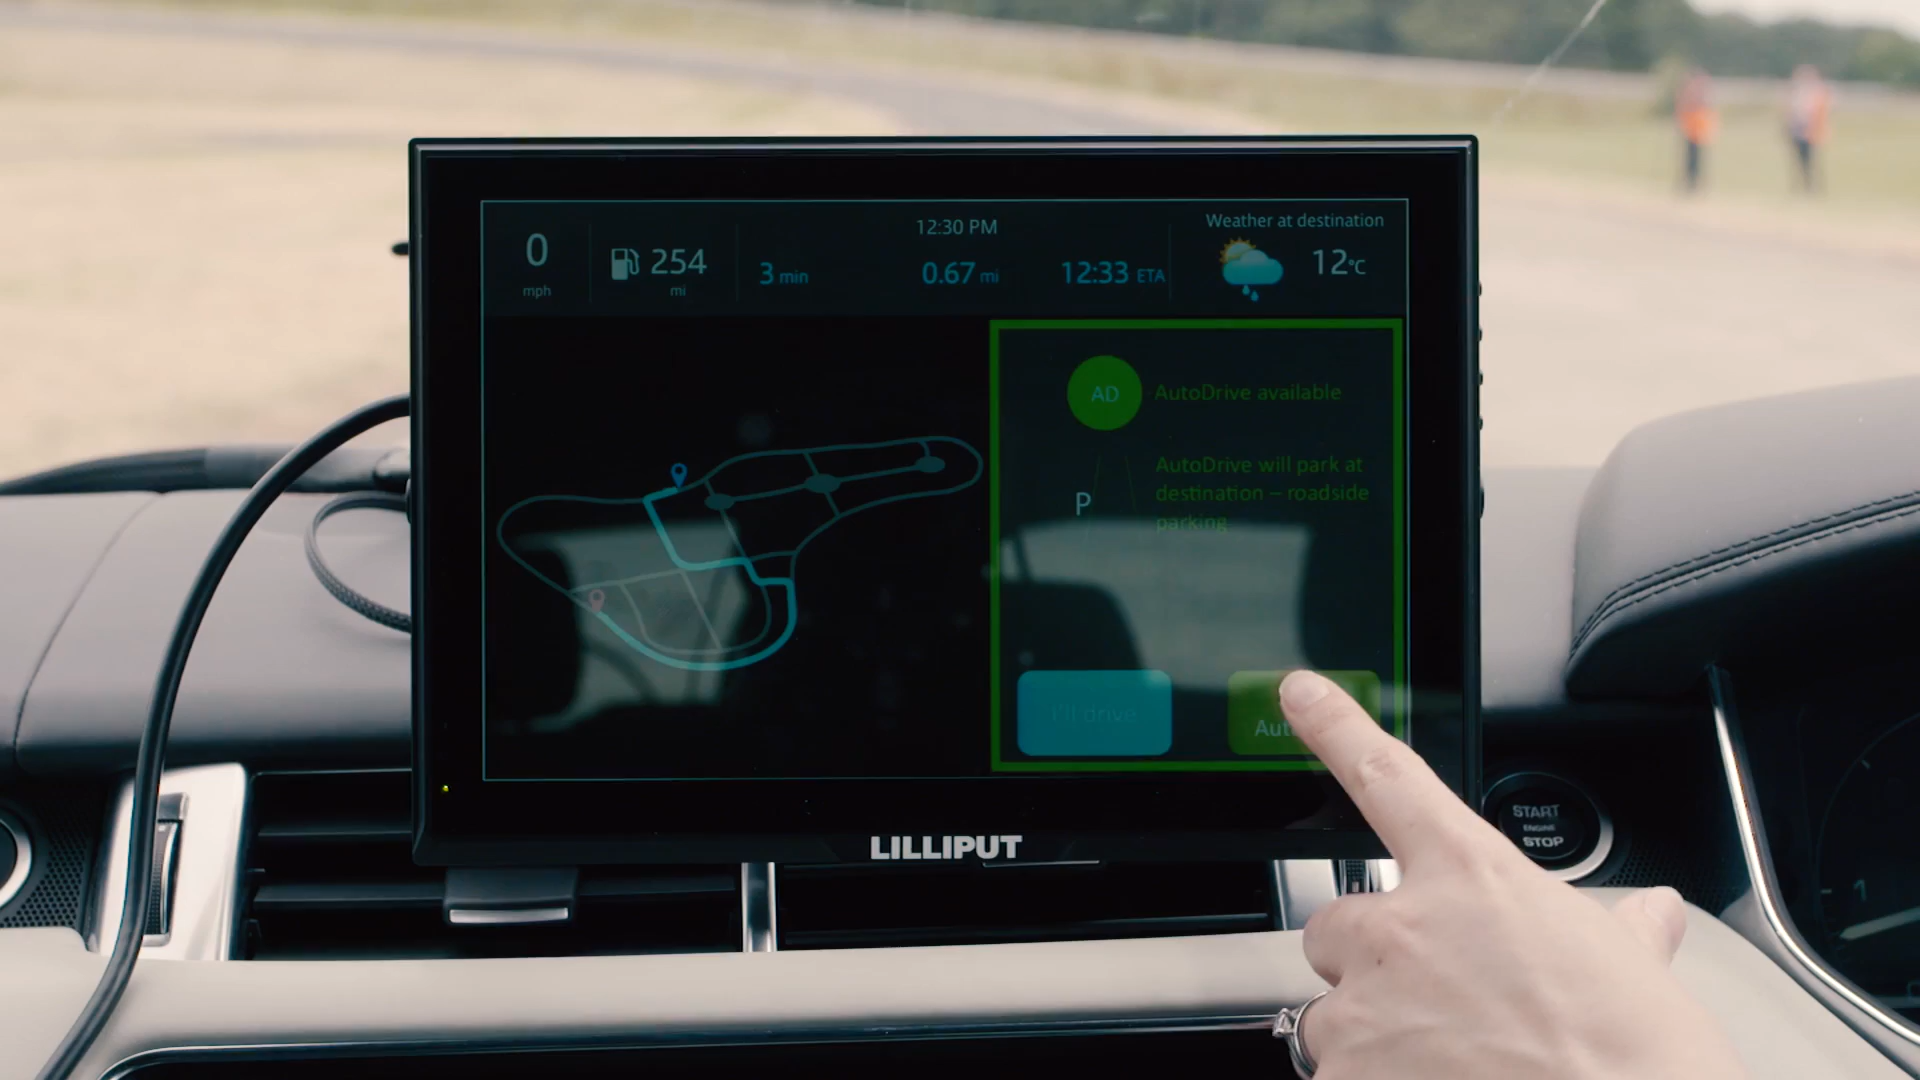 12:30 PM
Weather at destination
0
mph
254
mi
3 min
0.67 mi
12:33 ETA
12°C
AD
AutoDrive available
P
AutoDrive will park at
destination – roadside
parking
I'll drive
LILLIPUT
START
ENGINE
STOP
1